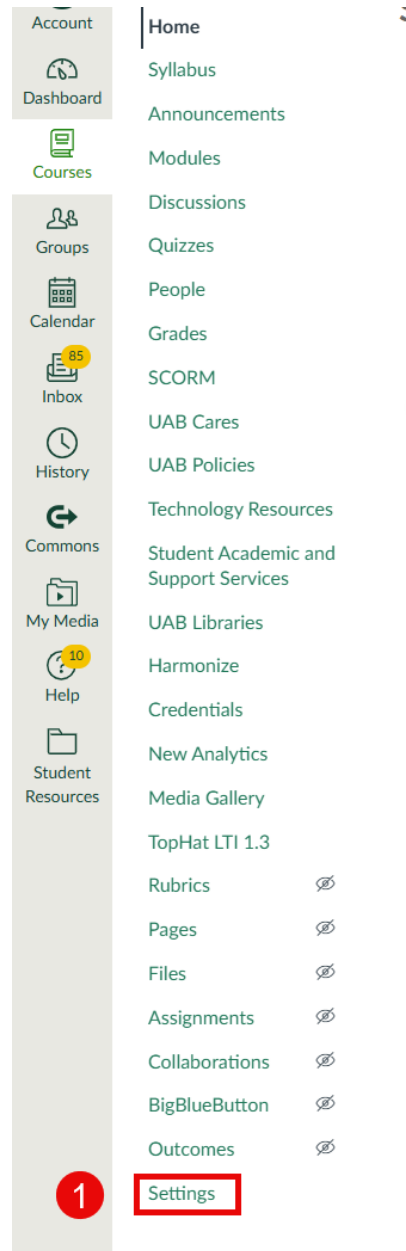 Account
Dashboard
Courses
Groups
Calendar
85
Inbox
History
Commons
My Media
10
Help
Student
Resources
Home
Syllabus
Announcements
Modules
Discussions
Quizzes
People
Grades
SCORM
UAB Cares
UAB Policies
Technology Resources
Student Academic and
Support Services
UAB Libraries
Harmonize
Credentials
New Analytics
Media Gallery
TopHat LTI 1.3
Rubrics
Pages
Files
Assignments
Collaborations
BigBlueButton
Outcomes
1
Settings